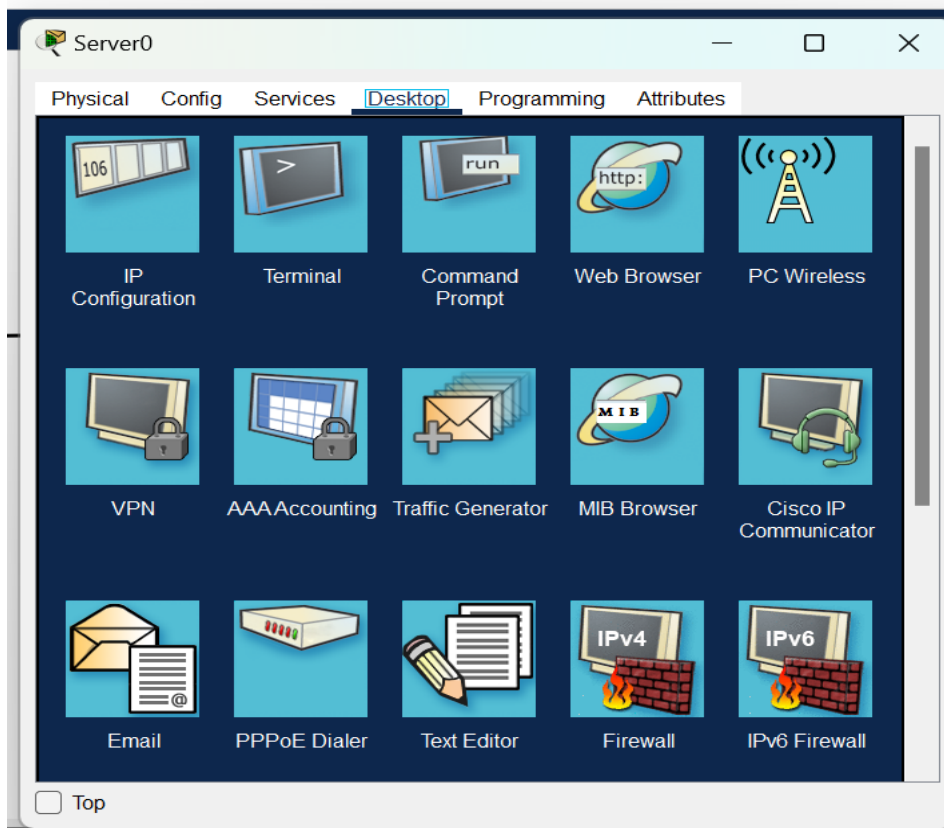 Server0
Physical Config Services Desktop Programming Attributes
106
>
run
http:
IP
Configuration
Terminal
Command
Prompt
Web Browser
PC Wireless
MIB
VPN
AAA Accounting
Traffic Generator
MIB Browser
Cisco IP
Communicator
@
IPv4
IPv6
Email
PPPoE Dialer
Text Editor
Firewall
IPv6 Firewall
Top